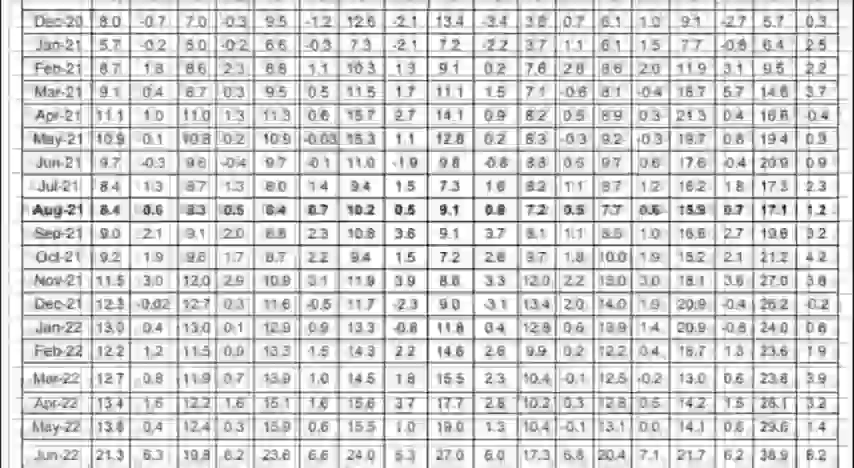 Dec-20 8.0 -0.7 7.0 -0.3 9.5 -1.2 12.6 -2.1 13.4 -3.4 3.8 0.7 6.1 1.0 9.1 -2.7 5.7 0.3
Jan-21 5.7 -0.2 5.0 -0.2 6.6 -0.3 7.3 -2.1 7.2 -2.2 3.7 1.1 6.1 1.5 7.7 -0.8 6.4 2.5
Feb-21 8.7 1.8 8.6 2.3 8.8 1.1 10.3 1.3 9.1 0.2 7.6 2.8 8.6 2.0 11.9 3.1 9.5 2.2
Mar-21 9.1 0.4 8.7 -0.3 9.5 0.5 11.5 1.7 11.1 1.5 7.1 -0.6 8.1 -0.4 18.7 5.7 14.6 3.7
Apr-21 11.1 1.0 11.0 1.3 11.3 0.6 15.7 2.7 14.1 0.9 8.2 0.5 8.9 0.3 21.3 0.4 16.6 -0.4
May-21 10.9 0.1 10.8 -0.2 10.9 -0.03 15.3 1.1 12.8 0.2 8.3 -0.3 9.2 -0.3 19.7 0.8 19.4 0.3
Jun-21 9.7 -0.3 9.6 -0.4 9.7 -0.1 11.0 -1.9 9.8 -0.8 8.8 0.6 9.7 0.6 17.6 -0.4 20.9 0.9
Jul-21 8.4 1.3 8.7 1.3 8.0 1.4 9.4 1.5 7.3 1.6 8.2 1.1 8.7 1.2 16.2 1.8 17.3 2.3
Aug-21 8.4 0.6 8.3 0.5 8.4 0.7 10.2 0.5 9.1 0.8 7.2 0.5 7.7 0.6 15.9 0.7 17.1 1.2
Sep-21 9.0 2.1 9.1 2.0 8.8 2.3 10.8 3.6 9.1 3.7 8.1 1.1 8.5 1.0 16.6 2.7 19.6 3.2
Oct-21 9.2 1.9 9.6 1.7 8.7 2.2 9.4 1.5 7.2 2.6 9.7 1.8 10.0 1.9 15.2 2.1 21.2 4.2
Nov-21 11.5 3.0 12.0 2.9 10.9 3.1 11.9 3.9 8.6 3.3 12.0 2.2 3.0 18.1 3.6 27.0 3.8
Dec-21 12.3 -0.02 12.7 0.3 11.6 -0.5 11.7 -2.3 9.0 -3.1 13.4 2.0 14.0 1.9 20.9 -0.4 26.2 -0.2
Jan-22 13.0 0.4 13.0 0.1 12.9 0.9 13.3 -0.8 11.8 0.4 12.8 0.6 13.9 1.4 20.9 -0.8 24.0 0.6
Feb-22 12.2 1.2 11.5 0.9 13.3 1.5 14.3 2.2 14.6 2.6 9.9 0.2 12.2 0.4 18.7 1.3 23.6 1.9
Mar-22 12.7 0.8 11.9 0.7 13.9 1.0 14.5 1.8 15.5 2.3 10.4 -0.1 12.5 -0.2 13.0 0.6 23.8 3.9
Apr-22 13.4 1.6 12.2 1.6 15.1 1.6 15.6 3.7 17.7 2.8 10.2 0.3 12.8 0.6 14.2 1.5 28.1 3.2
May-22 13.8 0.4 12.4 0.3 15.9 0.6 15.5 1.0 19.0 1.3 10.4 -0.1 13.1 0.0 14.1 0.6 29.6 1.4
Jun-22 21.3 6.3 19.8 6.2 23.6 6.6 24.0 5.3 27.0 6.0 17.3 6.8 20.4 7.1 21.7 6.2 38.9 8.2